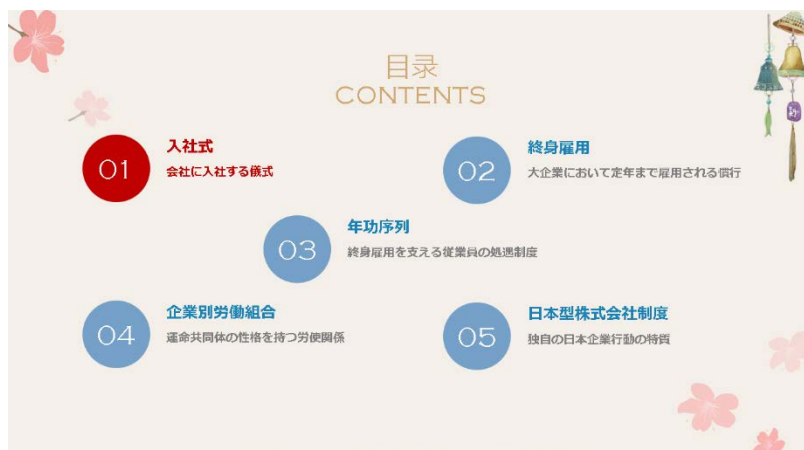 目录
CONTENTS
01
入社式
会社に入社する儀式
02
終身雇用
大企業において定年まで雇用される慣行
03
年功序列
終身雇用を支える従業員の処遇制度
04
企業別労働組合
運命共同体の性格を持つ労使関係
05
日本型株式会社制度
独自の日本企業行動の特質